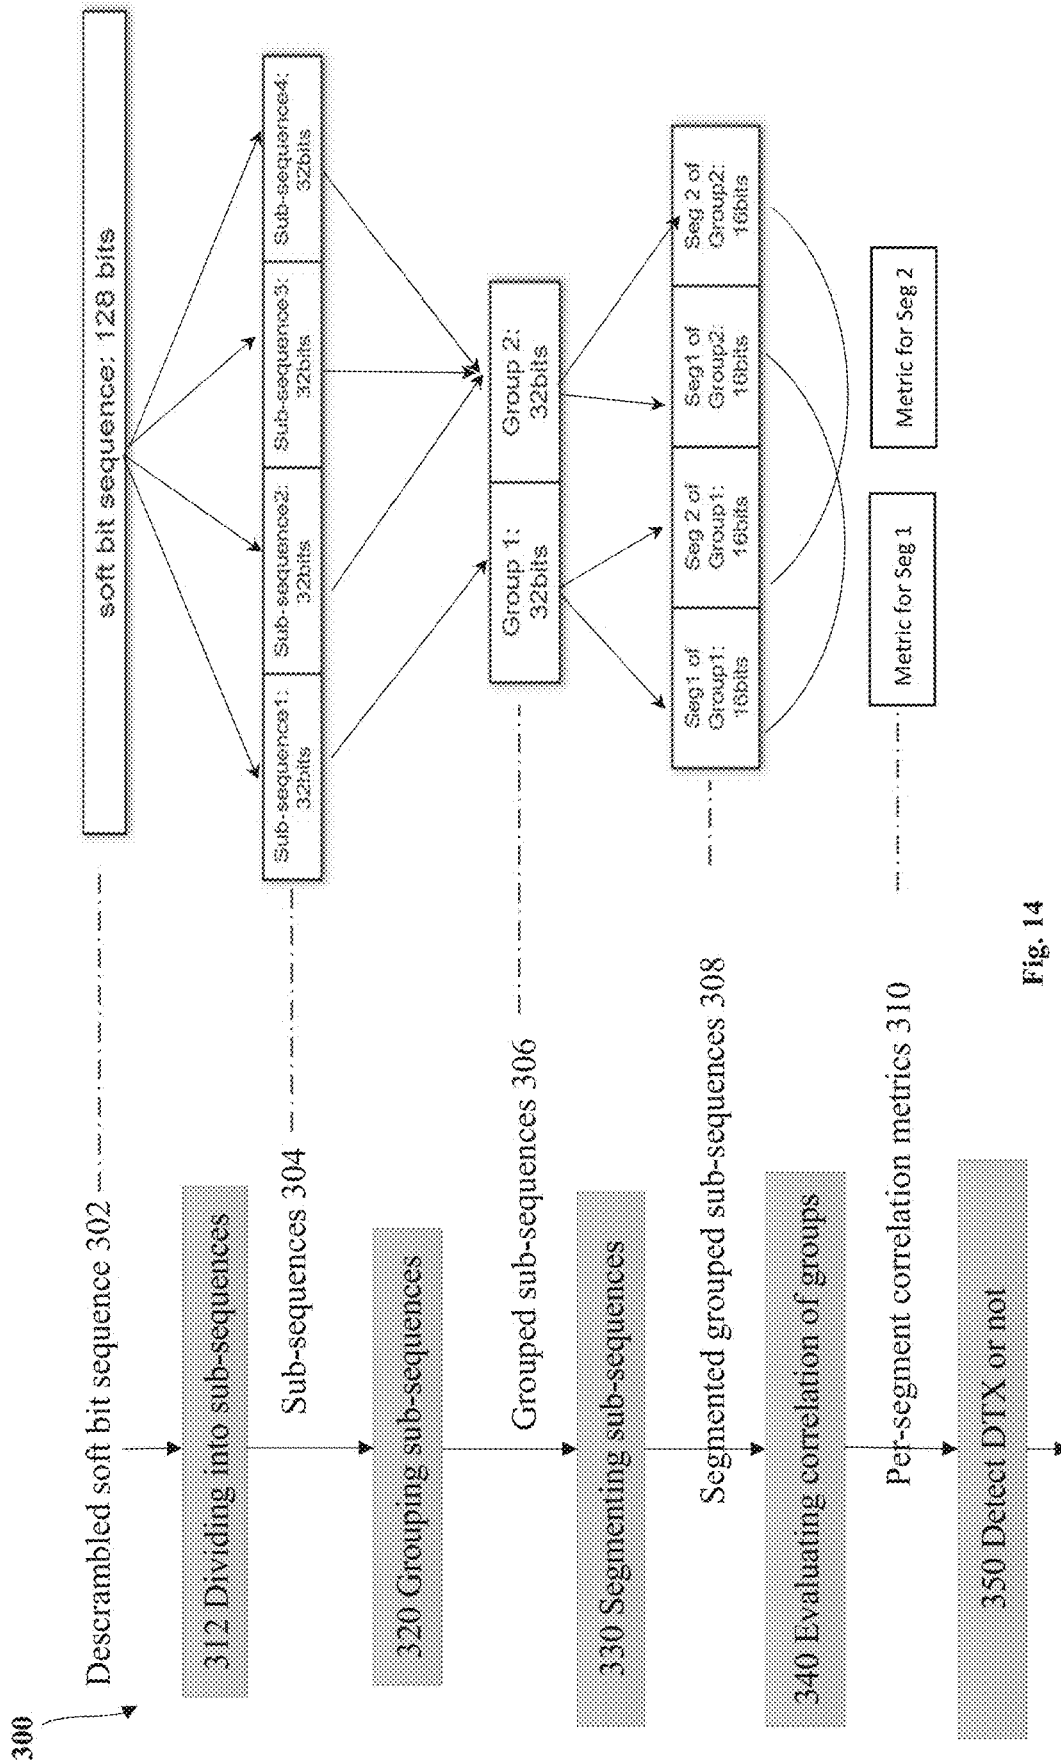 300
Descrambled soft bit sequence 302
soft bit sequence: 128 bits
312 Dividing into sub-sequences
Sub-sequences 304
Sub-sequence1:
32bits
Sub-sequence2:
32bits
Sub-sequence3:
32bits
Sub-sequence4:
32bits
320 Grouping sub-sequences
Grouped sub-sequences 306
Group 1:
32bits
Group 2:
32bits
330 Segmenting sub-sequences
Segmented grouped sub-sequences 308
Seg1 of
Group1:
16bits
Seg 2 of
Group1:
16bits
Seg1 of
Group2:
16bits
Seg 2 of
Group2:
16bits
340 Evaluating correlation of groups
Per-segment correlation metrics 310
Metric for Seg 1
Metric for Seg 2
350 Detect DTX or not
Fig. 14